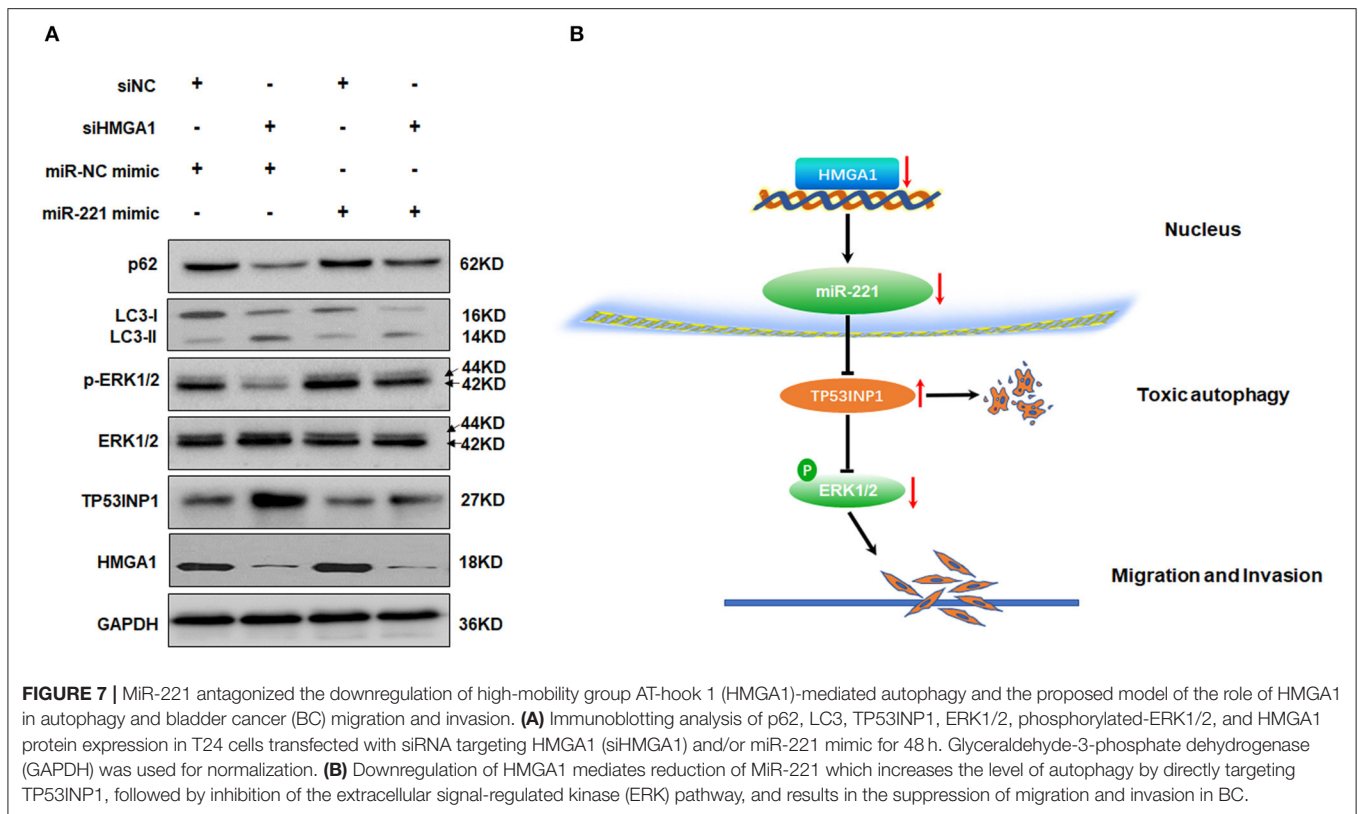 A
siNC + - + -
siHMGA1 - + - +
miR-NC mimic + + - -
miR-221 mimic - - + +
p62 62KD
LC3-I 16KD
LC3-II 14KD
p-ERK1/2 44KD
42KD
ERK1/2 44KD
42KD
TP53INP1 27KD
HMGA1 18KD
GAPDH 36KD
B
HMGA1
Nucleus
miR-221
TP53INP1
Toxic autophagy
P
ERK1/2
Migration and Invasion
FIGURE 7 | MiR-221 antagonized the downregulation of high-mobility group AT-hook 1 (HMGA1)-mediated autophagy and the proposed model of the role of HMGA1
in autophagy and bladder cancer (BC) migration and invasion. (A) Immunoblotting analysis of p62, LC3, TP53INP1, ERK1/2, phosphorylated-ERK1/2, and HMGA1
protein expression in T24 cells transfected with siRNA targeting HMGA1 (siHMGA1) and/or miR-221 mimic for 48 h. Glyceraldehyde-3-phosphate dehydrogenase
(GAPDH) was used for normalization. (B) Downregulation of HMGA1 mediates reduction of MiR-221 which increases the level of autophagy by directly targeting
TP53INP1, followed by inhibition of the extracellular signal-regulated kinase (ERK) pathway, and results in the suppression of migration and invasion in BC.